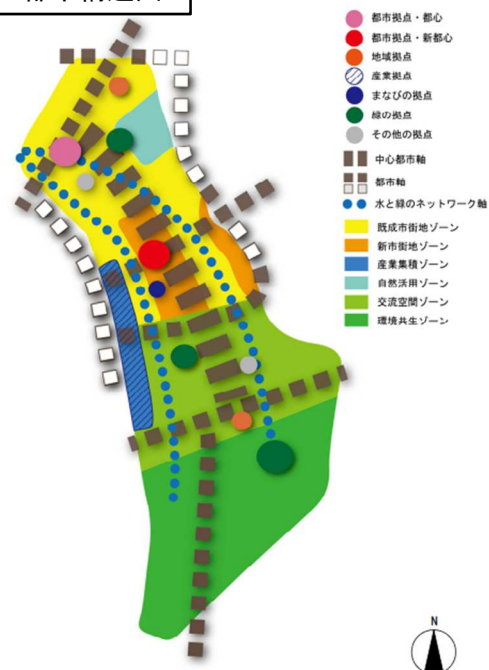 都市拠点・都心
都市拠点・新都心
地域拠点
産業拠点
まなびの拠点
緑の拠点
その他の拠点
中心都市軸
都市軸
水と緑のネットワーク軸
既成市街地ゾーン
新市街地ゾーン
産業集積ゾーン
自然活用ゾーン
交流空間ゾーン
環境共生ゾーン
N